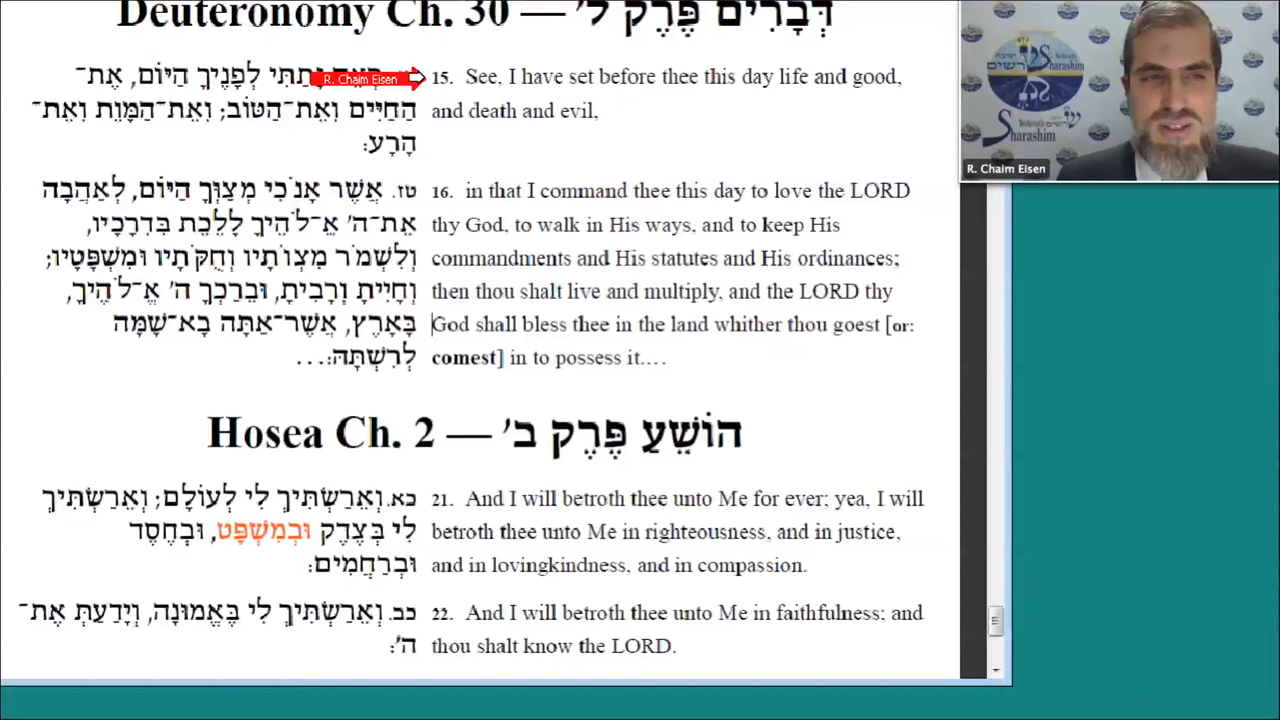 Deuteronomy Ch. 30 — דְּבָרִים פֶּרֶק ל׳
נָתַתִּי לְפָנֶיךָ הַיּוֹם, אֶת־
הַחַיִּים וְאֶת־הַטּוֹב; וְאֶת־הַמָּוֶת וְאֶת־
הָרָע:
R. Chaim Eisen
15. See, I have set before thee this day life and good,
and death and evil,
טז. אֲשֶׁר אָנֹכִי מְצַוְּךָ הַיּוֹם, לְאַהֲבָה
אֶת־ה׳ אֱ־לֹהֶיךָ לָלֶכֶת בִּדְרָכָיו,
וְלִשְׁמֹר מִצְוֹתָיו וְחֻקֹּתָיו וּמִשְׁפָּטָיו;
וְחָיִיתָ וְרָבִיתָ, וּבֵרַכְךָ ה׳ אֱ־לֹהֶיךָ,
בָּאָרֶץ, אֲשֶׁר־אַתָּה בָא־שָׁמָּה
לְרִשְׁתָּהּ:...
16. in that I command thee this day to love the LORD
thy God, to walk in His ways, and to keep His
commandments and His statutes and His ordinances;
then thou shalt live and multiply, and the LORD thy
God shall bless thee in the land whither thou goest [or:
comest] in to possess it....
Hosea Ch. 2 — הוֹשֵׁעַ פֶּרֶק ב׳
כא. וְאֵרַשְׂתִּיךְ לִי לְעוֹלָם; וְאֵרַשְׂתִּיךְ
לִי בְּצֶדֶק וּבְמִשְׁפָּט, וּבְחֶסֶד
וּבְרַחֲמִים:
21. And I will betroth thee unto Me for ever; yea, I will
betroth thee unto Me in righteousness, and in justice,
and in lovingkindness, and in compassion.
כב. וְאֵרַשְׂתִּיךְ לִי בֶּאֱמוּנָה, וְיָדַעַתְּ אֶת־
ה׳:
22. And I will betroth thee unto Me in faithfulness; and
thou shalt know the LORD.
ישיבת שרשים
Yeshivath Sharashim
R. Chaim Eisen